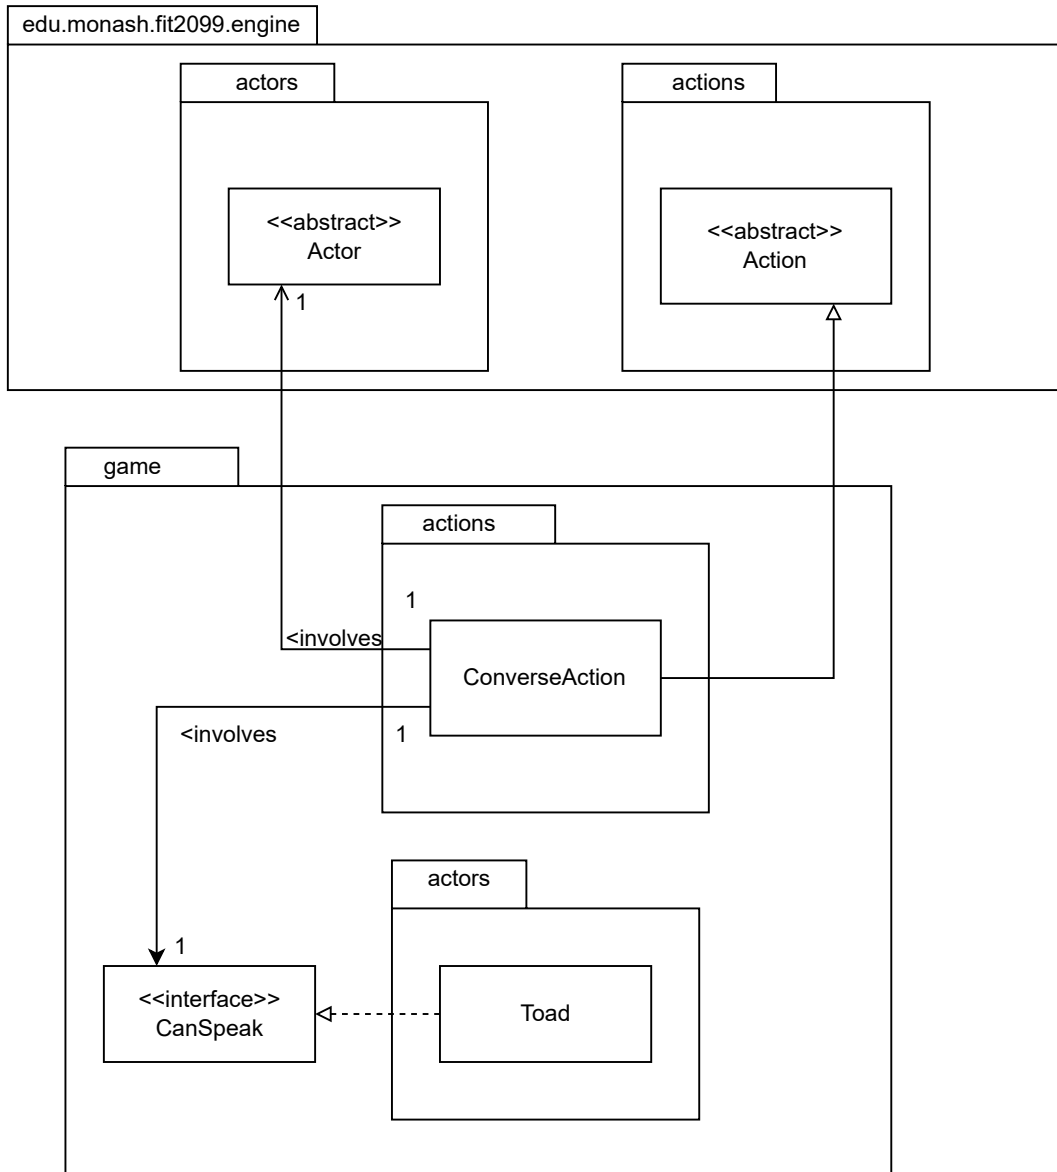 edu.monash.fit2099.engine
actors
actions
<<abstract>>
Actor
<<abstract>>
Action
1
game
actions
1
<involves
ConverseAction
<involves
1
actors
1
<<interface>>
CanSpeak
Toad